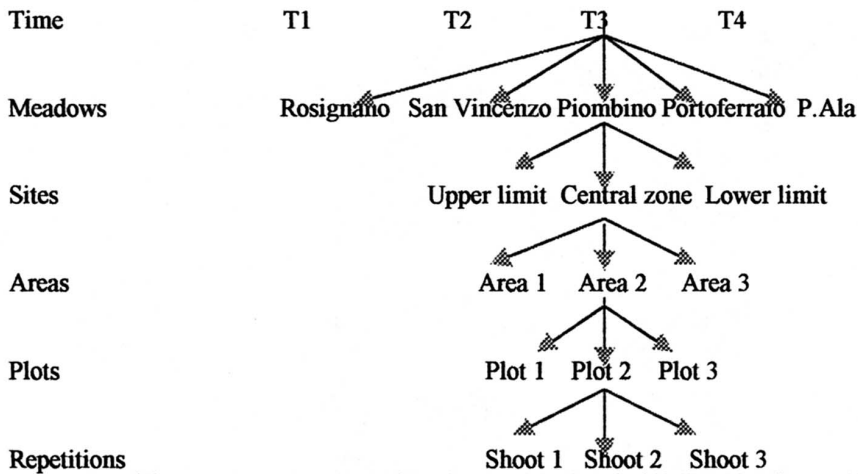 Time T1 T2 T3 T4
Meadows Rosignano San Vincenzo Piombino Portoferraio P.Ala
Sites Upper limit Central zone Lower limit
Areas Area 1 Area 2 Area 3
Plots Plot 1 Plot 2 Plot 3
Repetitions Shoot 1 Shoot 2 Shoot 3